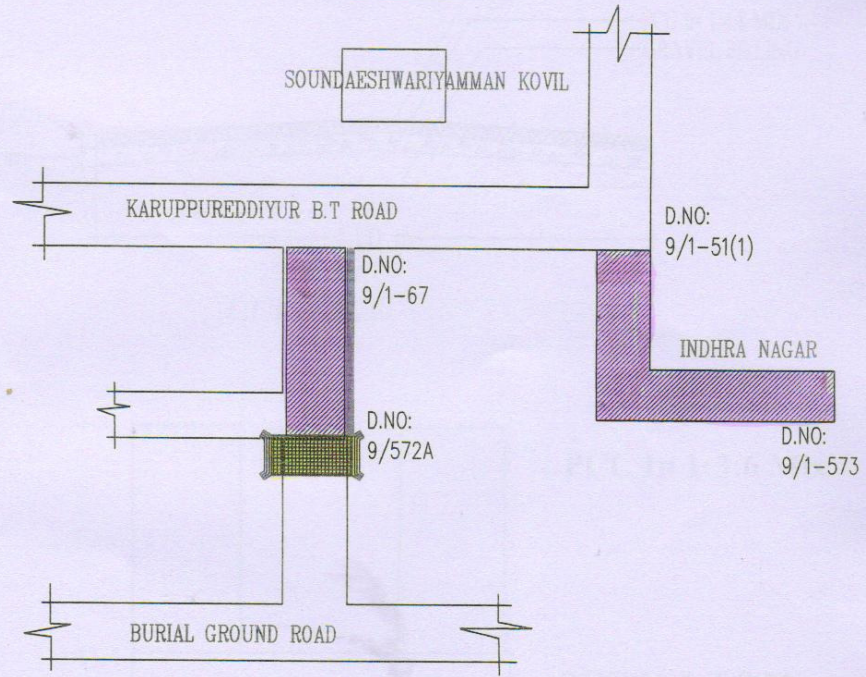 SOUNDAESHWARIYAMMAN KOVIL
KARUPPUREDDIYUR B.T ROAD
D.NO:
9/1-51(1)
D.NO:
9/1-67
INDHRA NAGAR
D.NO:
9/572A
D.NO:
9/1-573
BURIAL GROUND ROAD